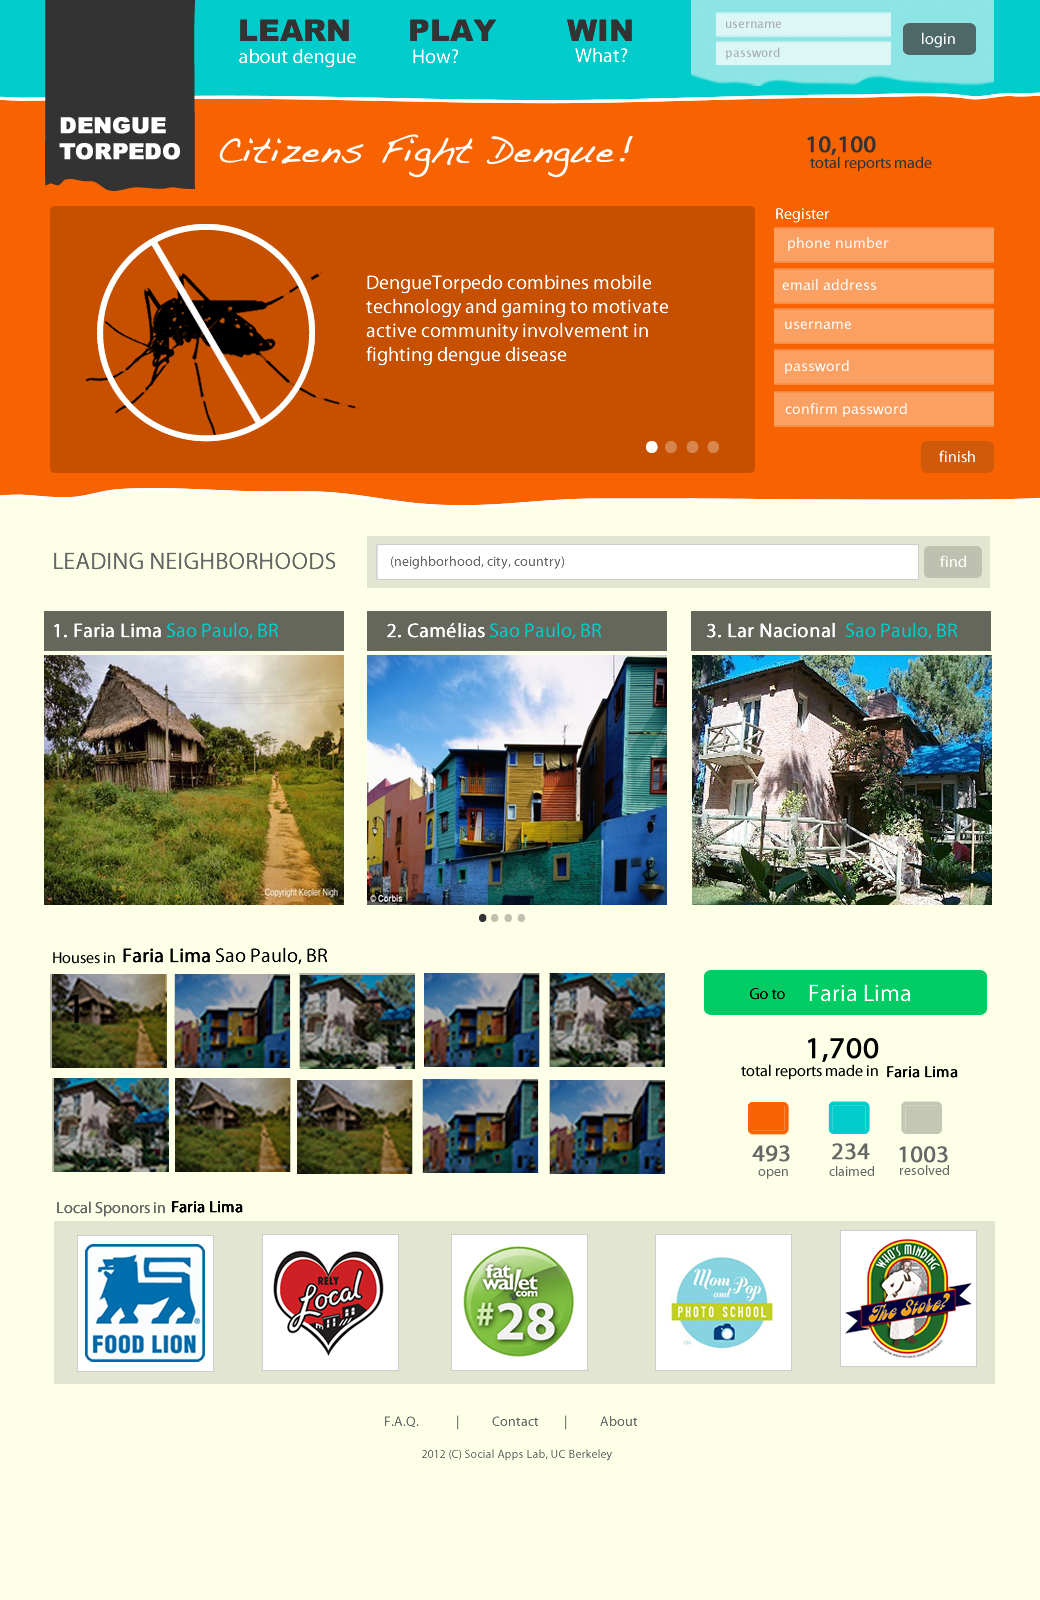 LEARN
about dengue
PLAY
How?
WIN
What?
username
password
login
DENGUE
TORPEDO
Citizens Fight Dengue!
10,100
total reports made
DengueTorpedo combines mobile
technology and gaming to motivate
active community involvement in
fighting dengue disease
Register
phone number
email address
username
password
confirm password
finish
LEADING NEIGHBORHOODS
(neighborhood, city, country)
find
1. Faria Lima Sao Paulo, BR
2. Camélias Sao Paulo, BR
3. Lar Nacional Sao Paulo, BR
Copyright Kepler Nigh
© Corbis
Houses in Faria Lima Sao Paulo, BR
1
Go to Faria Lima
1,700
total reports made in Faria Lima
493
open
234
claimed
1003
resolved
Local Sponors in Faria Lima
FOOD LION
RELY
Local
fat
wallet
.com
#28
Mom and Pop
PHOTO SCHOOL
WHO'S MINDING
The Store?
F.A.Q. | Contact | About
2012 (C) Social Apps Lab, UC Berkeley